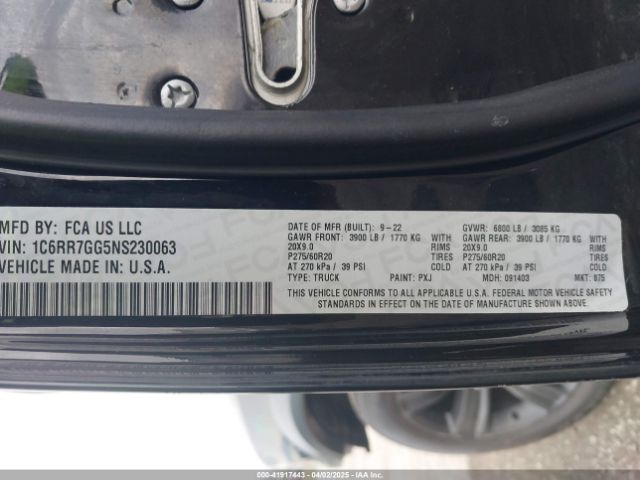 MFD BY: FCA US LLC
VIN: 1C6RR7GG5NS230063
VEHICLE MADE IN: U.S.A.
DATE OF MFR (BUILT): 9-22 GVWR: 6800 LB / 3085 KG
GAWR FRONT: 3900 LB / 1770 KG WITH GAWR REAR: 3900 LB / 1770 KG WITH
20X9.0 RIMS 20X9.0 RIMS
P275/60R20 TIRES P275/60R20 TIRES
AT 270 kPa / 39 PSI COLD AT 270 kPa / 39 PSI COLD
TYPE: TRUCK PAINT: PXJ MDH: 091403 MKT: 875
THIS VEHICLE CONFORMS TO ALL APPLICABLE U.S.A. FEDERAL MOTOR VEHICLE SAFETY
STANDARDS IN EFFECT ON THE DATE OF MANUFACTURE SHOWN ABOVE.
000-41917443 - 04/02/2025 - COPYRIGHT IAA, LLC.